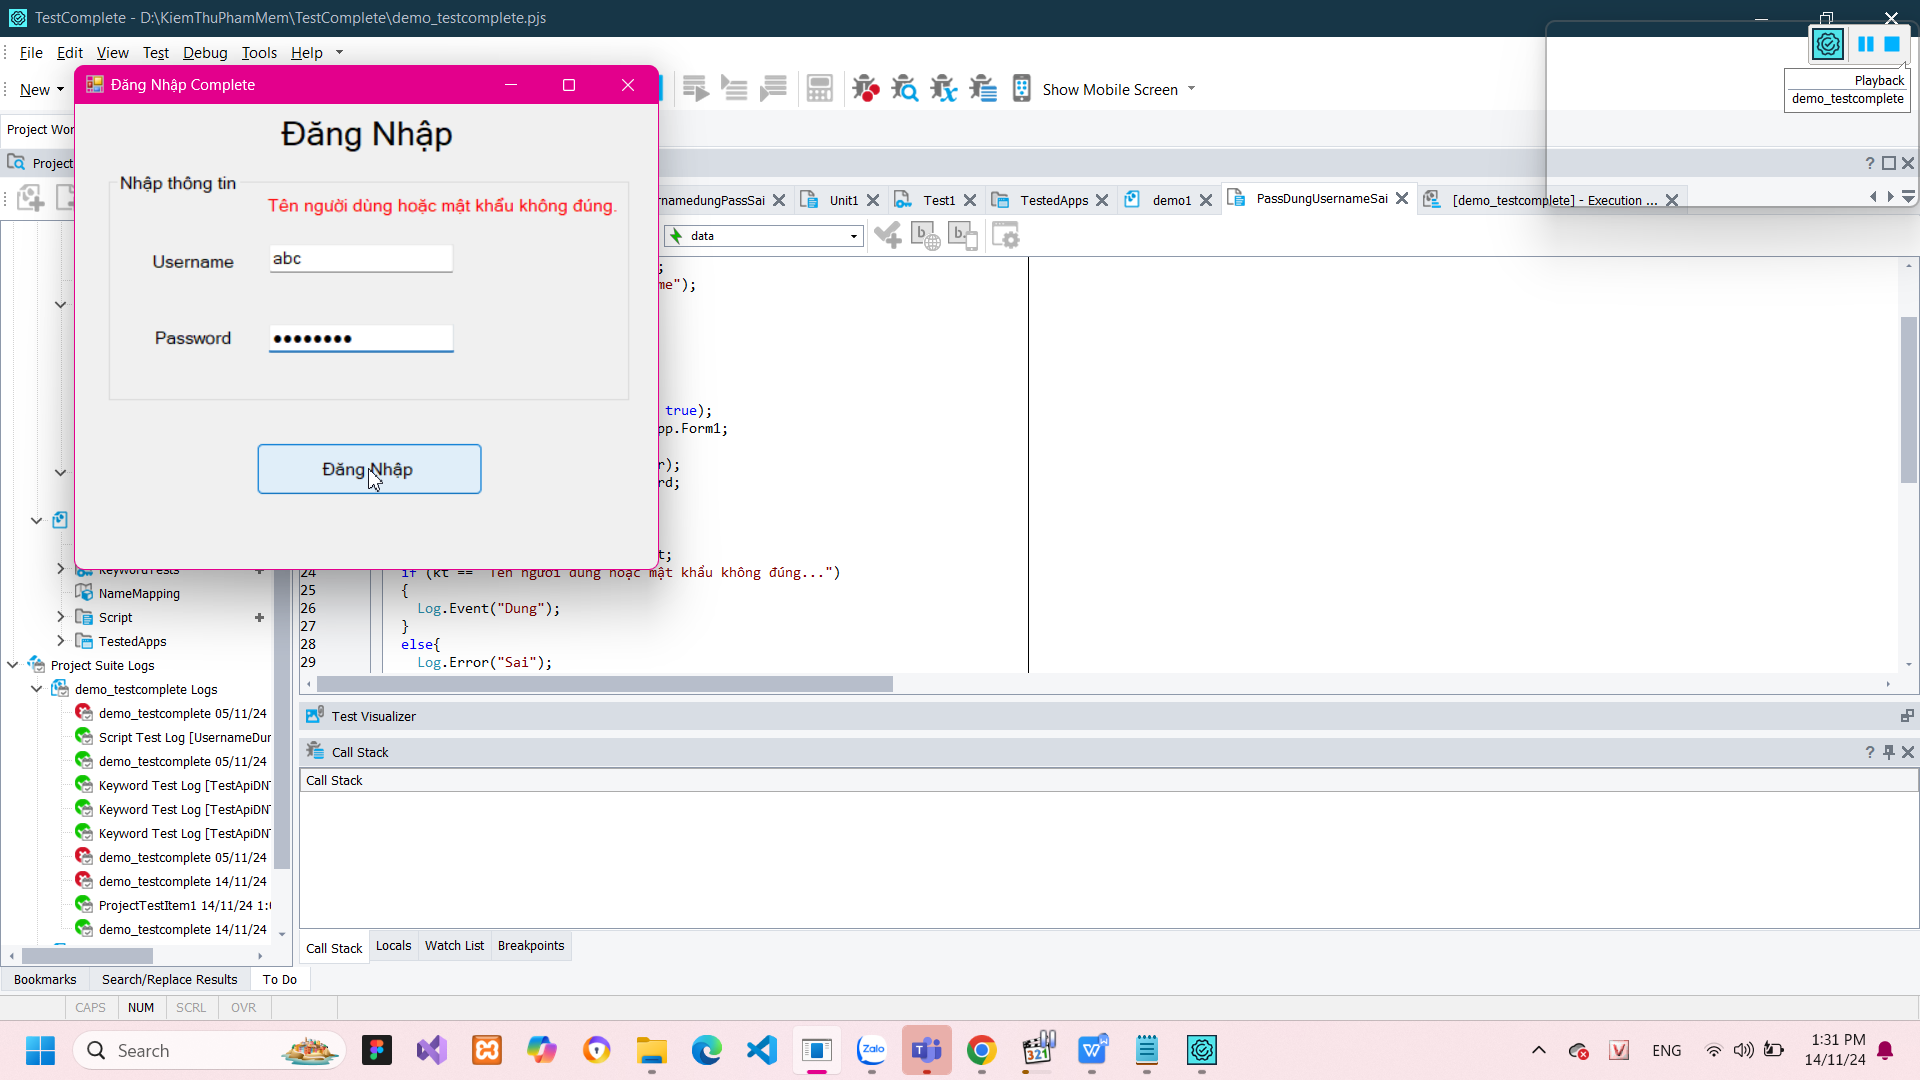 TestComplete - D:\KiemThuPhamMem\TestComplete\demo_testcomplete.pjs
File Edit View Test Debug Tools Help
New
Show Mobile Screen
Playback
demo_testcomplete
Đăng Nhập Complete
Đăng Nhập
Nhập thông tin
Tên người dùng hoặc mật khẩu không đúng.
Username abc
Password ●●●●●●●●
Đăng Nhập
Project Wor
Project
rnamedungPassSai Unit1 Test1 TestedApps demo1 PassDungUsernameSai [demo_testcomplete] - Execution ...
data
;
me");
true);
pp.Form1;
r);
rd;
t;
24 if (kt == "Tên người dùng hoặc mật khẩu không đúng...")
25 {
26 Log.Event("Dung");
27 }
28 else{
29 Log.Error("Sai");
KeywordTests
NameMapping
Script
TestedApps
Project Suite Logs
demo_testcomplete Logs
demo_testcomplete 05/11/24
Script Test Log [UsernameDur
demo_testcomplete 05/11/24
Keyword Test Log [TestApiDN
Keyword Test Log [TestApiDN
Keyword Test Log [TestApiDN
demo_testcomplete 05/11/24
demo_testcomplete 14/11/24
ProjectTestItem1 14/11/24 1:
demo_testcomplete 14/11/24
Test Visualizer
Call Stack
Call Stack
Call Stack Locals Watch List Breakpoints
Bookmarks Search/Replace Results To Do
CAPS NUM SCRL OVR
Search
Zalo
321
ENG
1:31 PM
14/11/24